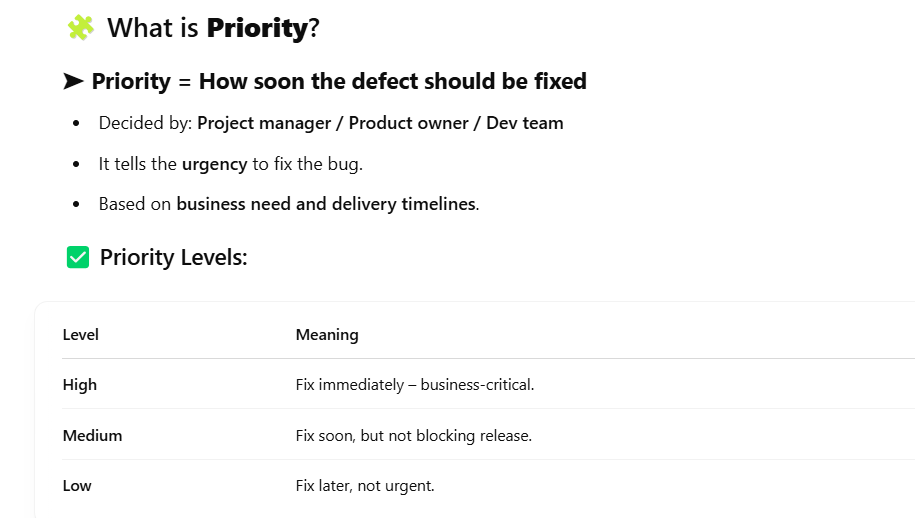 🧩 What is Priority?
➤ Priority = How soon the defect should be fixed
• Decided by: Project manager / Product owner / Dev team
• It tells the urgency to fix the bug.
• Based on business need and delivery timelines.
✅ Priority Levels:
Level Meaning
High Fix immediately – business-critical.
Medium Fix soon, but not blocking release.
Low Fix later, not urgent.